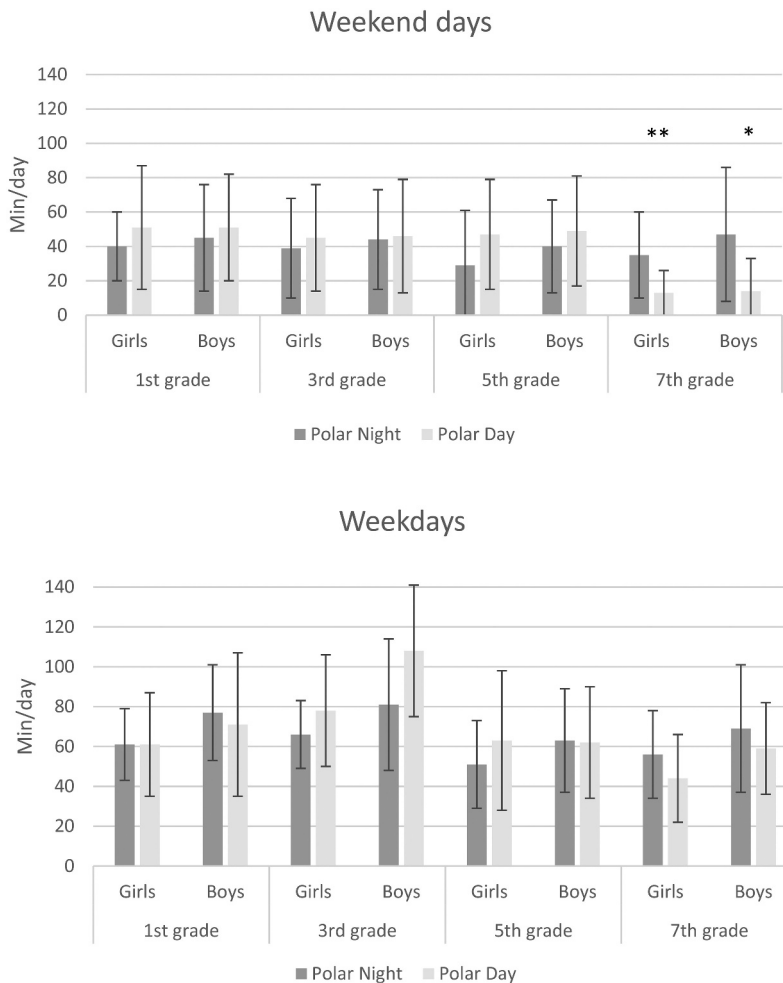 Weekend days
140
120
100
80
60
40
20
0
Min/day
** *
Girls Boys Girls Boys Girls Boys Girls Boys
1st grade 3rd grade 5th grade 7th grade
Polar Night Polar Day
Weekdays
140
120
100
80
60
40
20
0
Min/day
Girls Boys Girls Boys Girls Boys Girls Boys
1st grade 3rd grade 5th grade 7th grade
Polar Night Polar Day